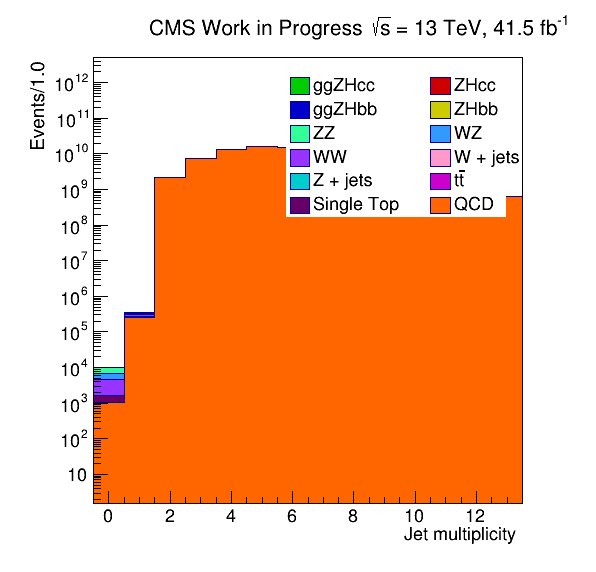 CMS Work in Progress √s = 13 TeV, 41.5 fb⁻¹
Events/1.0
10¹²
10¹¹
10¹⁰
10⁹
10⁸
10⁷
10⁶
10⁵
10⁴
10³
10²
10
ggZHcc ZHcc
ggZHbb ZHbb
ZZ WZ
WW W + jets
Z + jets tt̄
Single Top QCD
0 2 4 6 8 10 12
Jet multiplicity